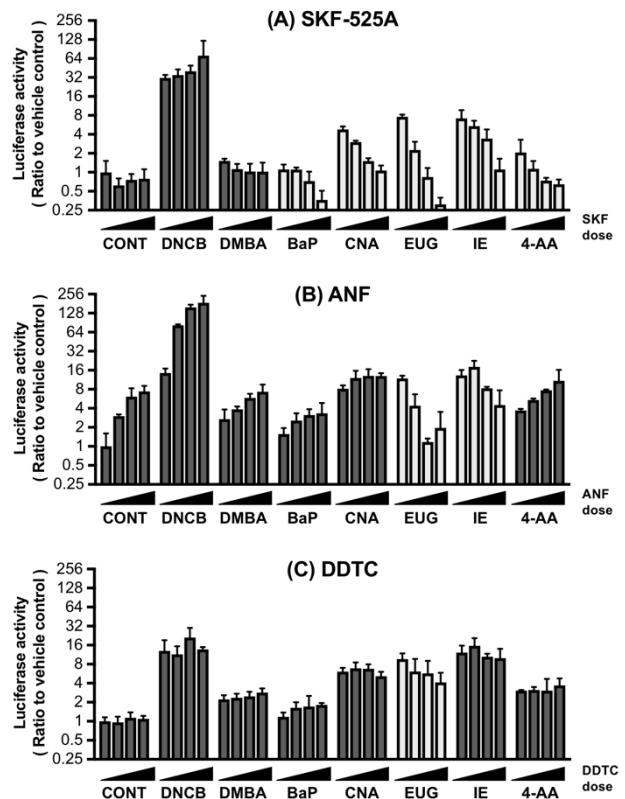 (A) SKF-525A
Luciferase activity
( Ratio to vehicle control )
256
128
64
32
16
8
4
2
1
0.5
0.25
CONT DNCB DMBA BaP CNA EUG IE 4-AA
SKF
dose
(B) ANF
Luciferase activity
( Ratio to vehicle control )
256
128
64
32
16
8
4
2
1
0.5
0.25
CONT DNCB DMBA BaP CNA EUG IE 4-AA
ANF
dose
(C) DDTC
Luciferase activity
( Ratio to vehicle control )
256
128
64
32
16
8
4
2
1
0.5
0.25
CONT DNCB DMBA BaP CNA EUG IE 4-AA
DDTC
dose